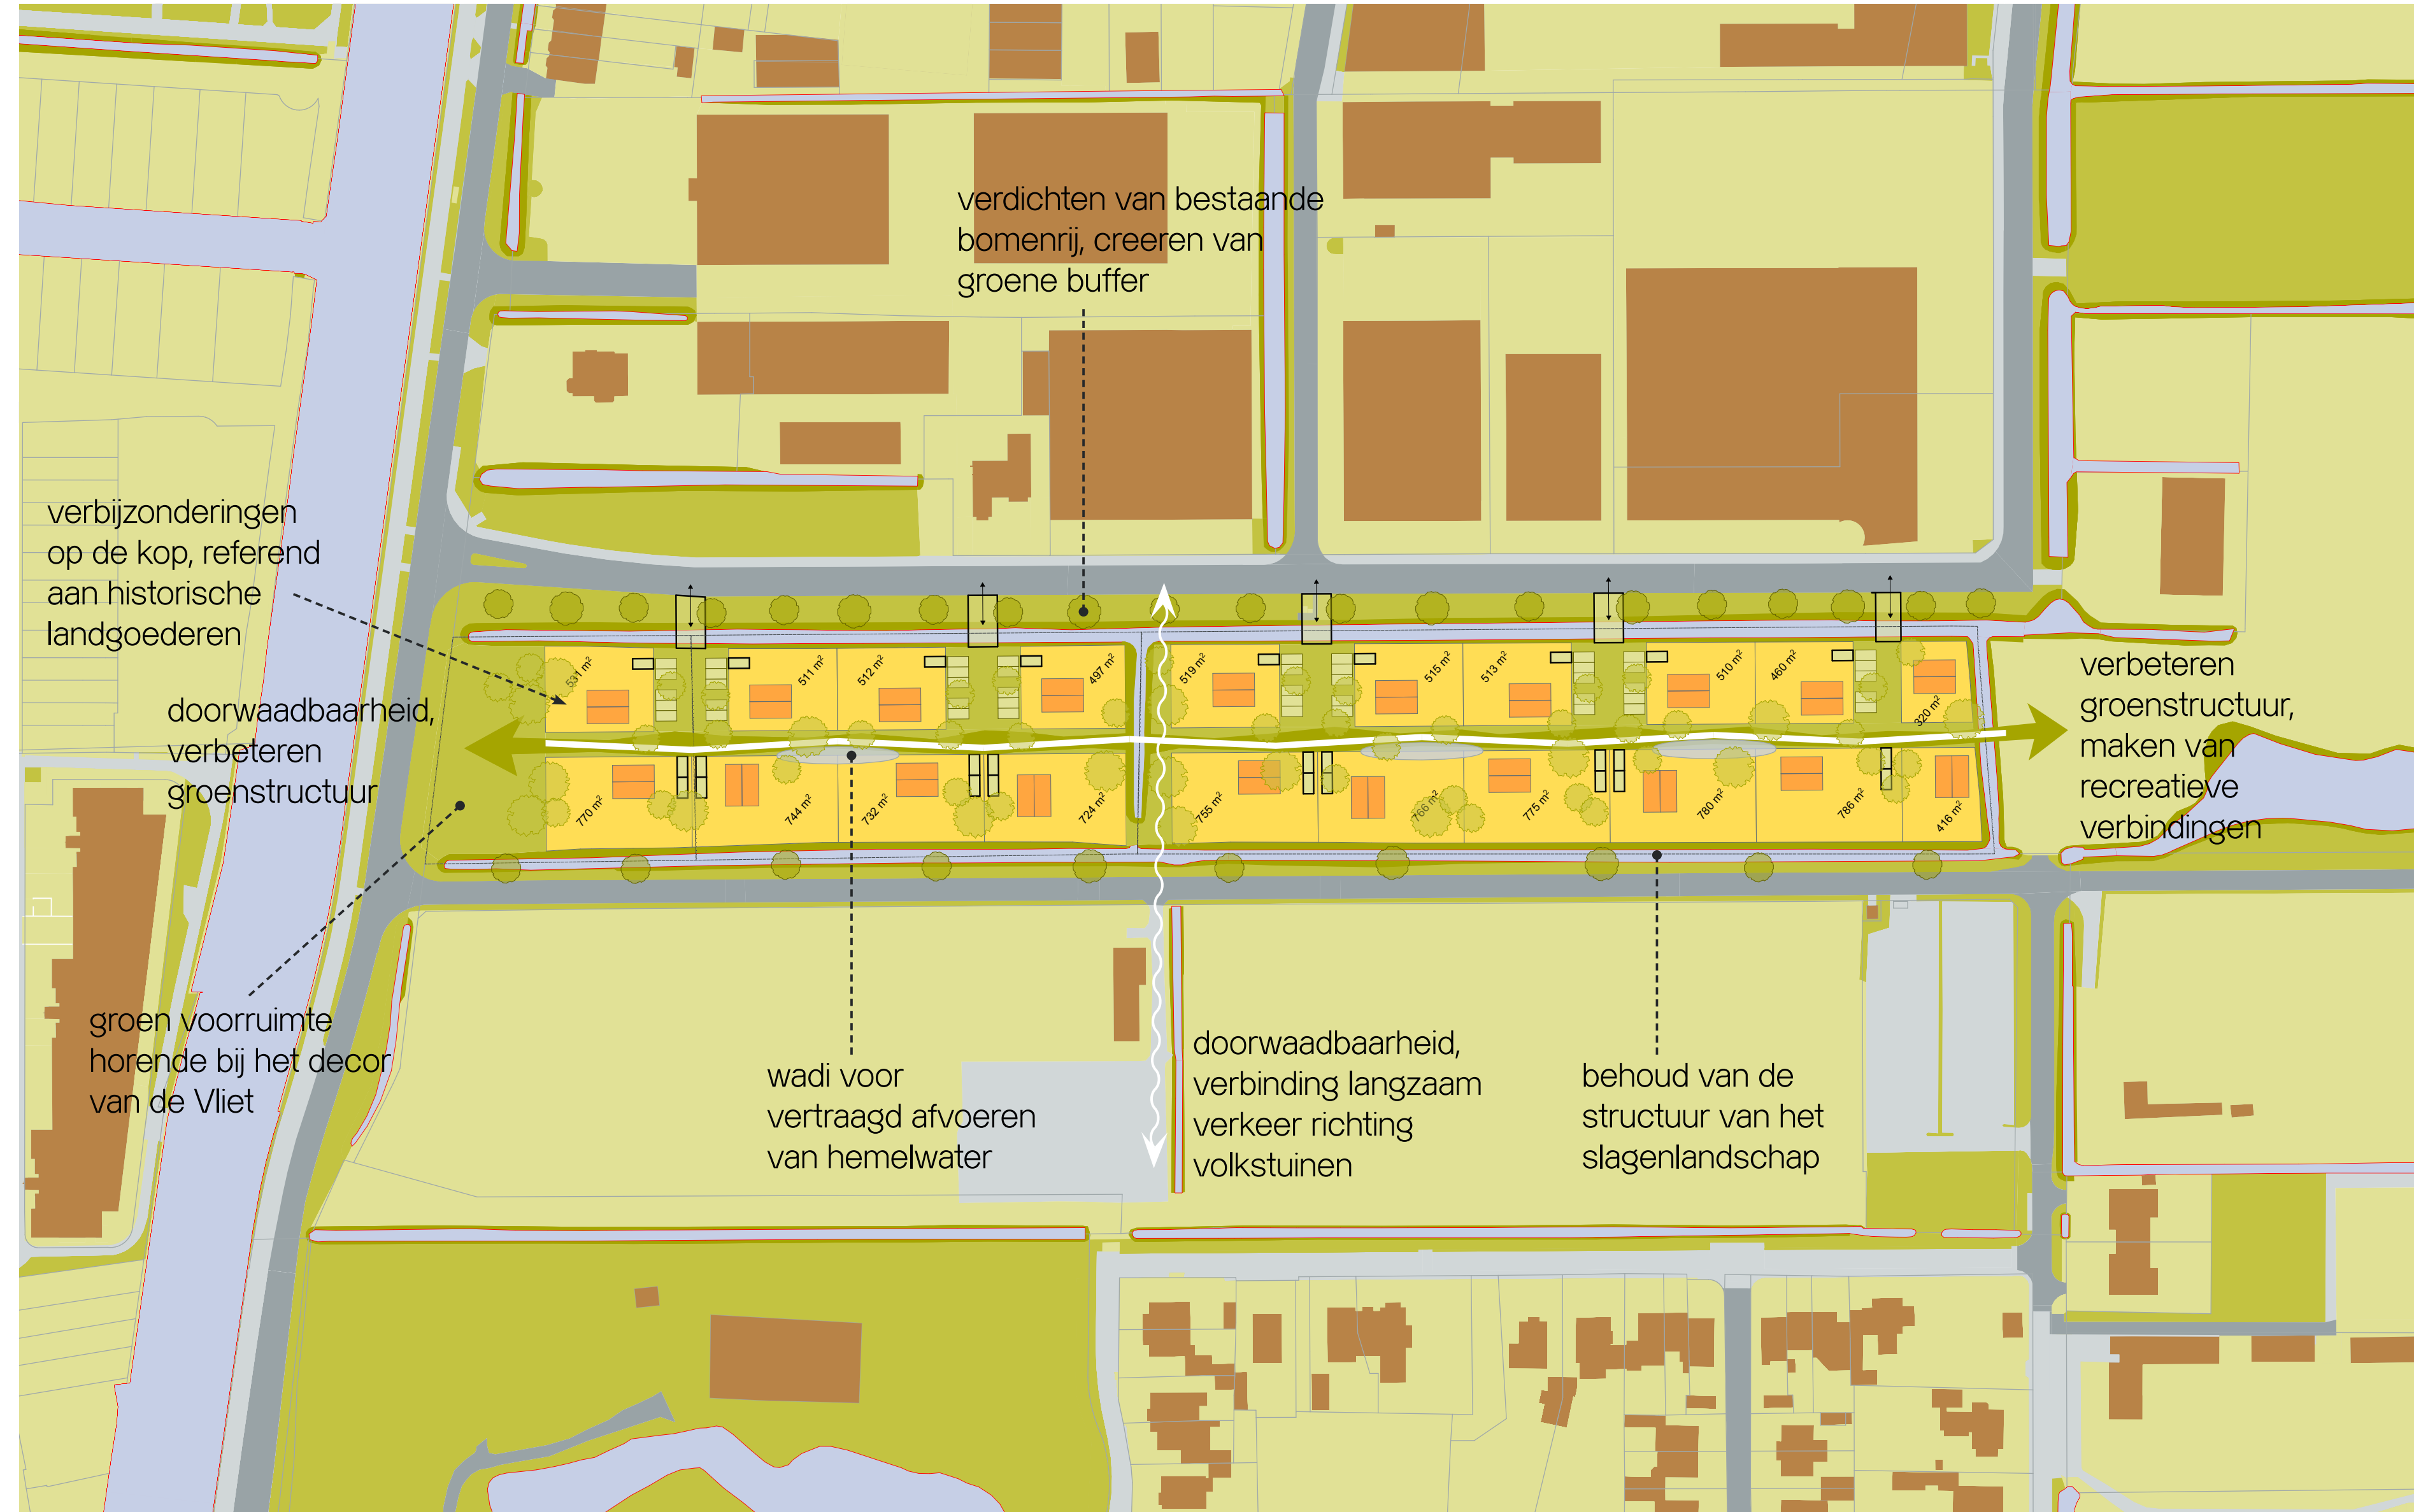 verdichten van bestaande
bomenrij, creeren van
groene buffer
verbijzonderingen
op de kop, referend
aan historische
landgoederen
doorwaadbaarheid,
verbeteren
groenstructuur
531 m²
511 m²
512 m²
497 m²
519 m²
515 m²
513 m²
510 m²
460 m²
320 m²
verbeteren
groenstructuur,
maken van
recreatieve
verbindingen
770 m²
744 m²
732 m²
724 m²
755 m²
766 m²
775 m²
780 m²
786 m²
416 m²
groen voorruimte
horende bij het decor
van de Vliet
wadi voor
vertraagd afvoeren
van hemelwater
doorwaadbaarheid,
verbinding langzaam
verkeer richting
volkstuinen
behoud van de
structuur van het
slagenlandschap